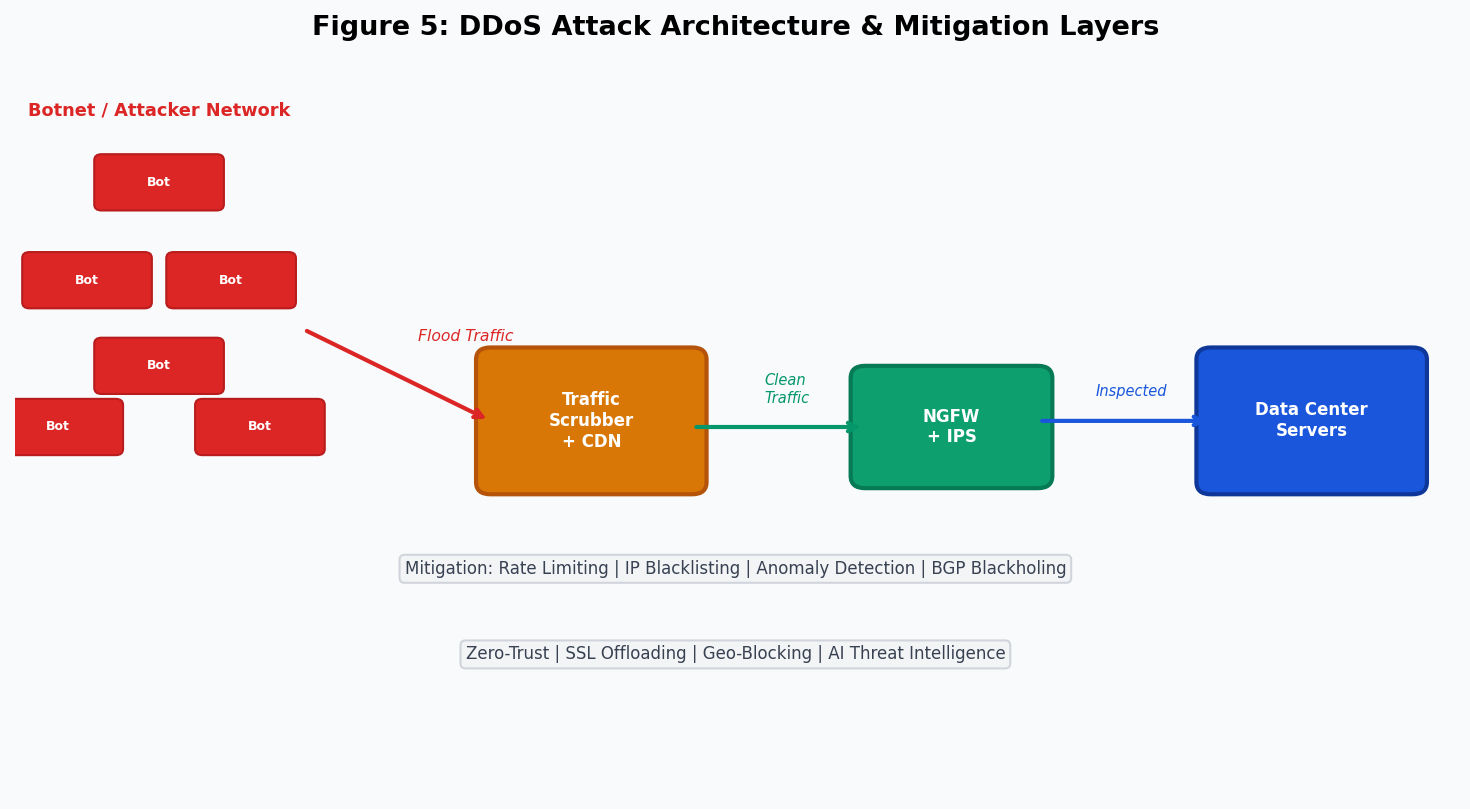 Figure 5: DDoS Attack Architecture & Mitigation Layers
Botnet / Attacker Network
Bot
Bot
Bot
Bot
Bot
Bot
Flood Traffic
Traffic
Scrubber
+ CDN
Clean
Traffic
NGFW
+ IPS
Inspected
Data Center
Servers
Mitigation: Rate Limiting | IP Blacklisting | Anomaly Detection | BGP Blackholing
Zero-Trust | SSL Offloading | Geo-Blocking | AI Threat Intelligence